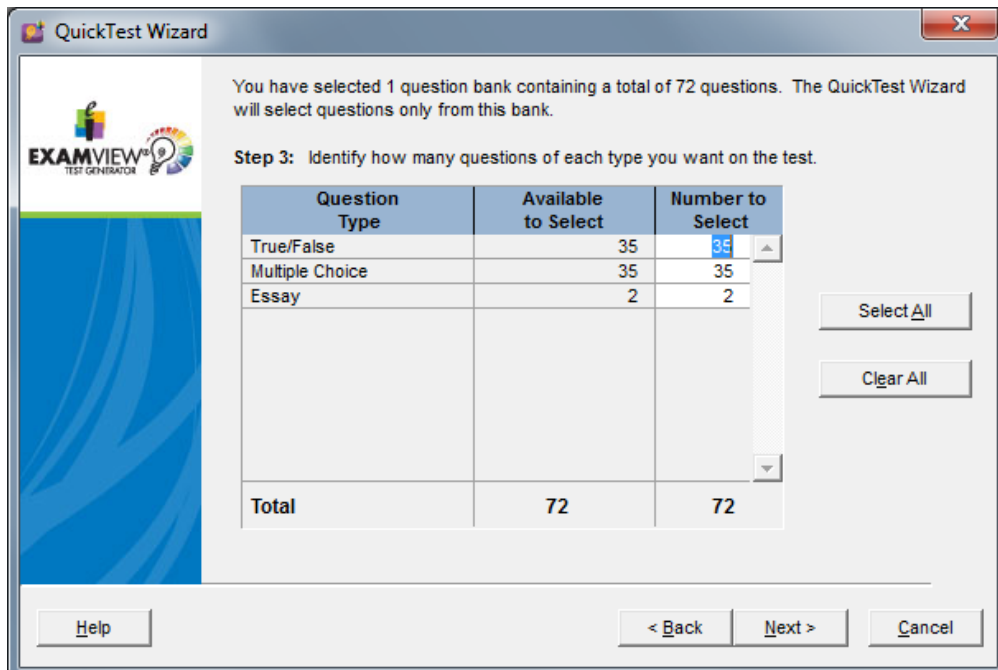 QuickTest Wizard
X
You have selected 1 question bank containing a total of 72 questions. The QuickTest Wizard
will select questions only from this bank.
e
i
EXAMVIEW®
TEST GENERATOR
Step 3: Identify how many questions of each type you want on the test.
Question Type Available to Select Number to Select
True/False 35 35
Multiple Choice 35 35
Essay 2 2
Select All
Clear All
Total 72 72
Help < Back Next > Cancel